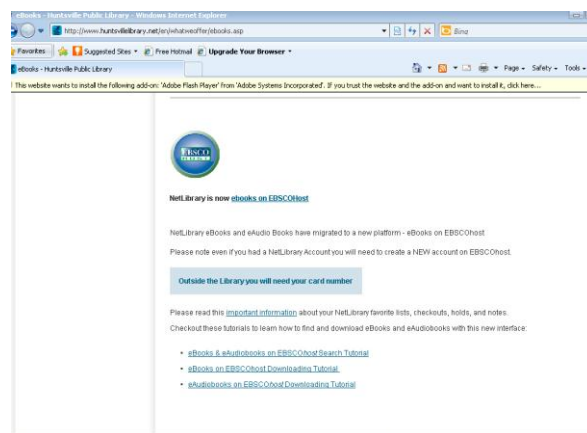 eBooks - Huntsville Public Library - Windows Internet Explorer
http://www.huntsvillelibrary.net/en/whatweoffer/ebooks.asp
Bing
Favorites Suggested Sites Free Hotmail Upgrade Your Browser
eBooks - Huntsville Public Library
Page Safety Tools
This website wants to install the following add-on: 'Adobe Flash Player' from 'Adobe Systems Incorporated'. If you trust the website and the add-on and want to install it, click here...
EBSCO
HOST
NetLibrary is now ebooks on EBSCOHost
NetLibrary eBooks and eAudio Books have migrated to a new platform - eBooks on EBSCOhost
Please note even if you had a NetLibrary Account you will need to create a NEW account on EBSCOhost.
Outside the Library you will need your card number
Please read this important information about your NetLibrary favorite lists, checkouts, holds, and notes.
Checkout these tutorials to learn how to find and download eBooks and eAudiobooks with this new interface:
• eBooks & eAudiobooks on EBSCOhost Search Tutorial
• eBooks on EBSCOhost Downloading Tutorial
• eAudiobooks on EBSCOhost Downloading Tutorial